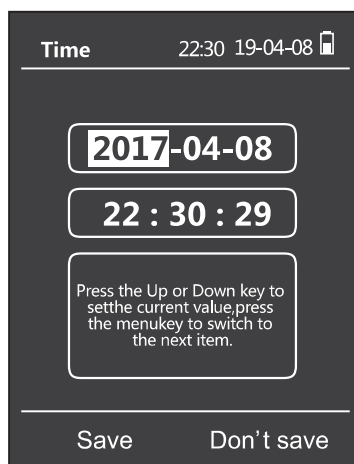 Time 22:30 19-04-08
2017-04-08
22 : 30 : 29
Press the Up or Down key to
setthe current value,press
the menukey to switch to
the next item.
Save Don't save